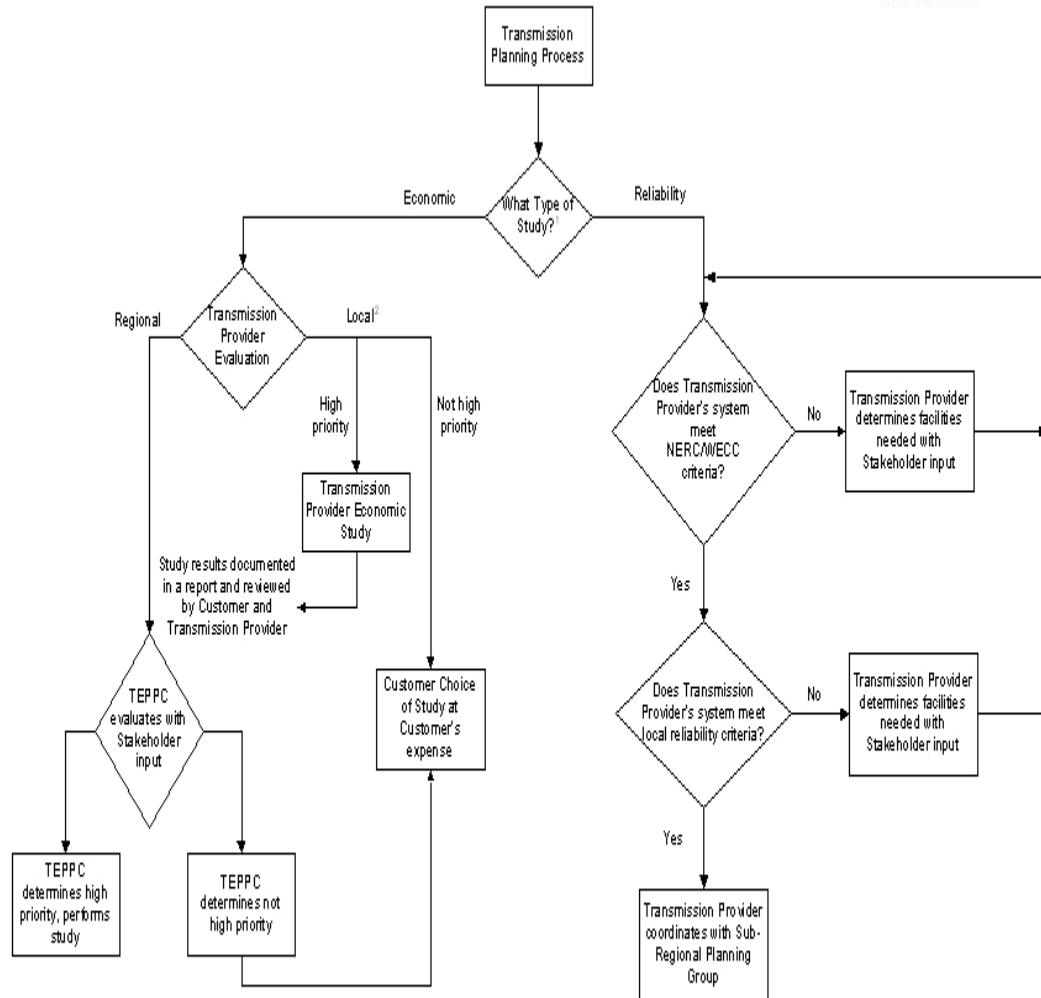 Transmission
Planning Process
What Type of
Study?1
Economic
Reliability
Transmission
Provider
Evaluation
Regional
Local2
High
priority
Not high
priority
Transmission
Provider Economic
Study
Study results documented
in a report and reviewed
by Customer and
Transmission Provider
TEPPC
evaluates with
Stakeholder
input
Customer Choice
of Study at
Customer's
expense
TEPPC
determines high
priority, performs
study
TEPPC
determines not
high priority
Does Transmission
Provider's system
meet
NERC/WECC
criteria?
No
Transmission Provider
determines facilities
needed with
Stakeholder input
Yes
Does Transmission
Provider's system meet
local reliability criteria?
No
Transmission Provider
determines facilities
needed with
Stakeholder input
Yes
Transmission Provider
coordinates with Sub-
Regional Planning
Group